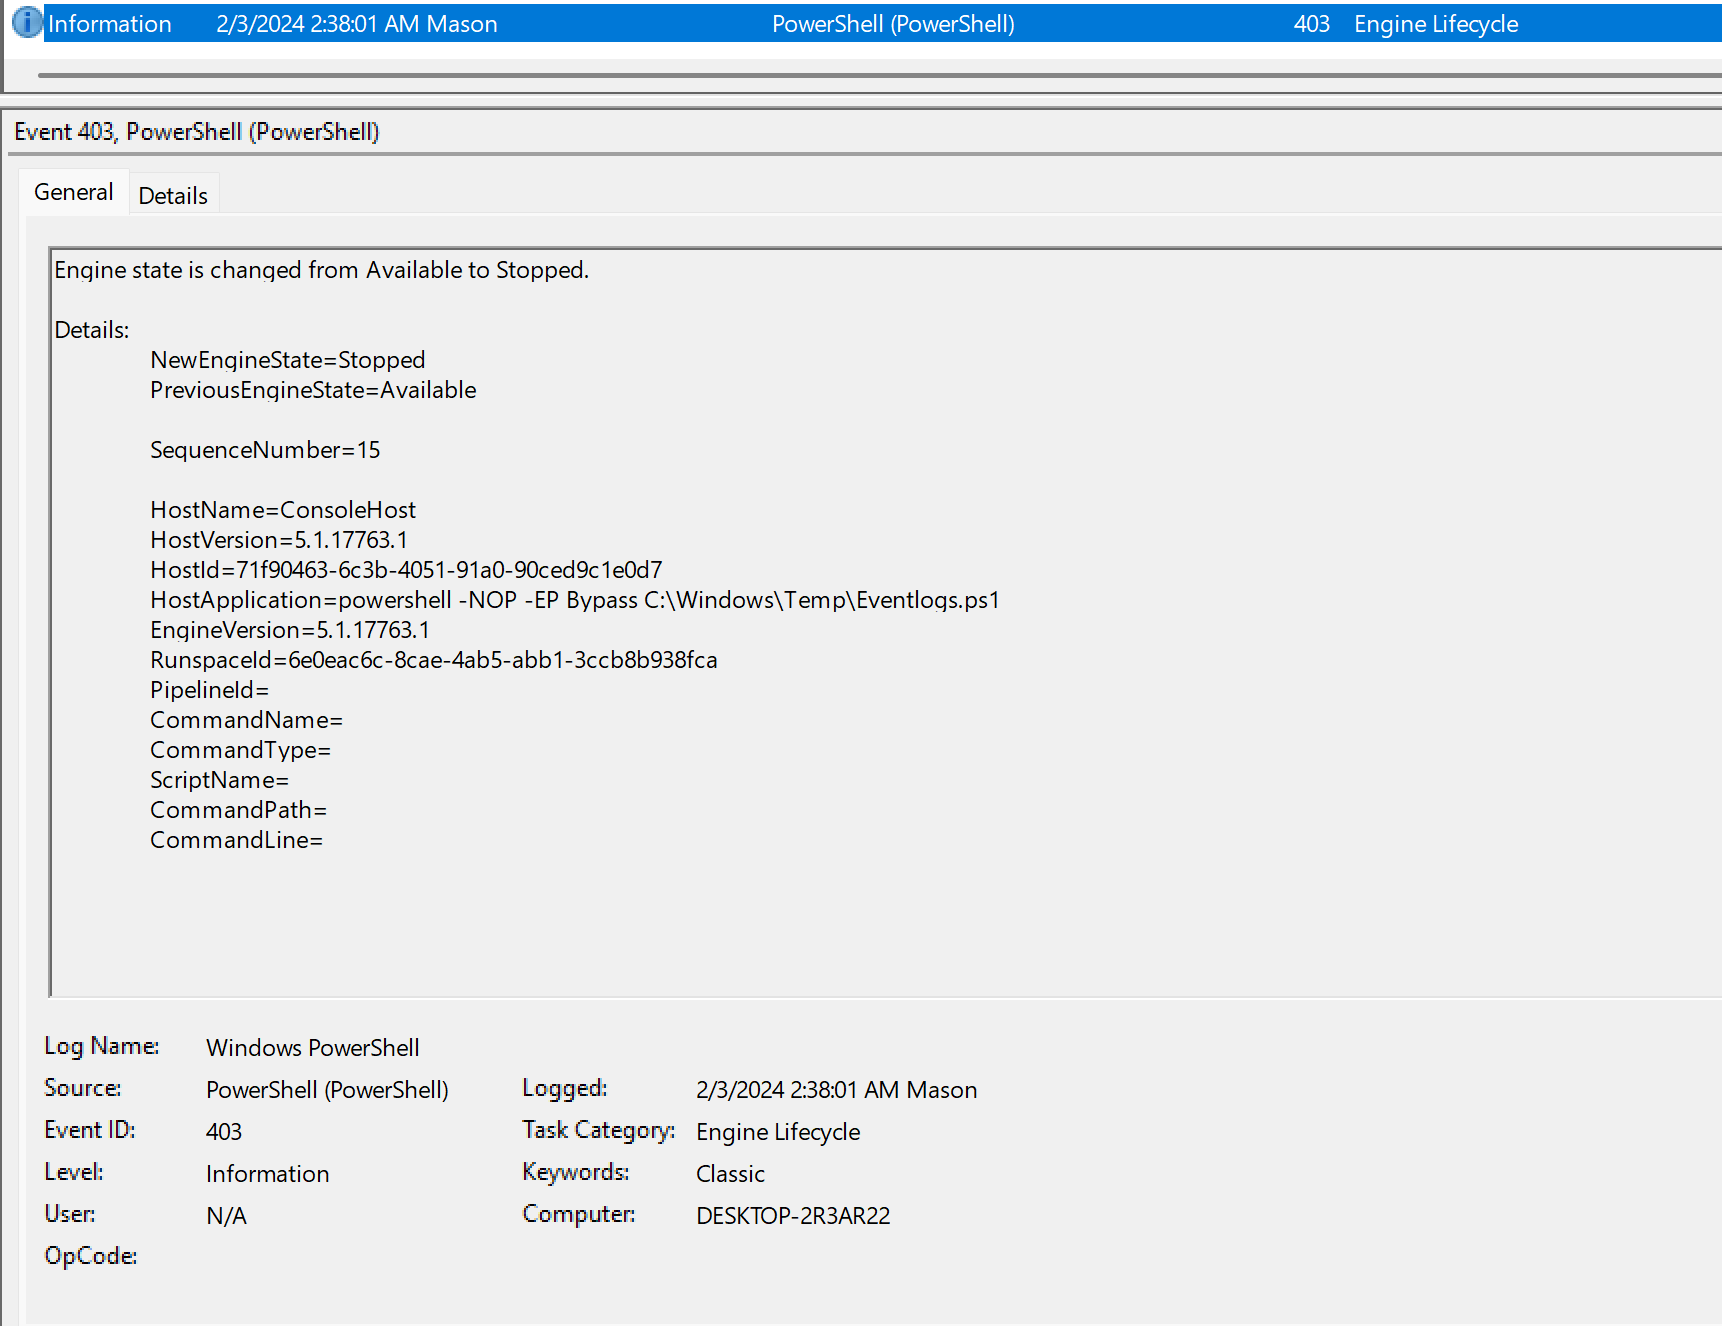 Information 2/3/2024 2:38:01 AM Mason PowerShell (PowerShell) 403 Engine Lifecycle
Event 403, PowerShell (PowerShell)
General Details
Engine state is changed from Available to Stopped.
Details:
NewEngineState=Stopped
PreviousEngineState=Available
SequenceNumber=15
HostName=ConsoleHost
HostVersion=5.1.17763.1
HostId=71f90463-6c3b-4051-91a0-90ced9c1e0d7
HostApplication=powershell -NOP -EP Bypass C:\Windows\Temp\Eventlogs.ps1
EngineVersion=5.1.17763.1
RunspaceId=6e0eac6c-8cae-4ab5-abb1-3ccb8b938fca
PipelineId=
CommandName=
CommandType=
ScriptName=
CommandPath=
CommandLine=
Log Name: Windows PowerShell
Source: PowerShell (PowerShell) Logged: 2/3/2024 2:38:01 AM Mason
Event ID: 403 Task Category: Engine Lifecycle
Level: Information Keywords: Classic
User: N/A Computer: DESKTOP-2R3AR22
OpCode: